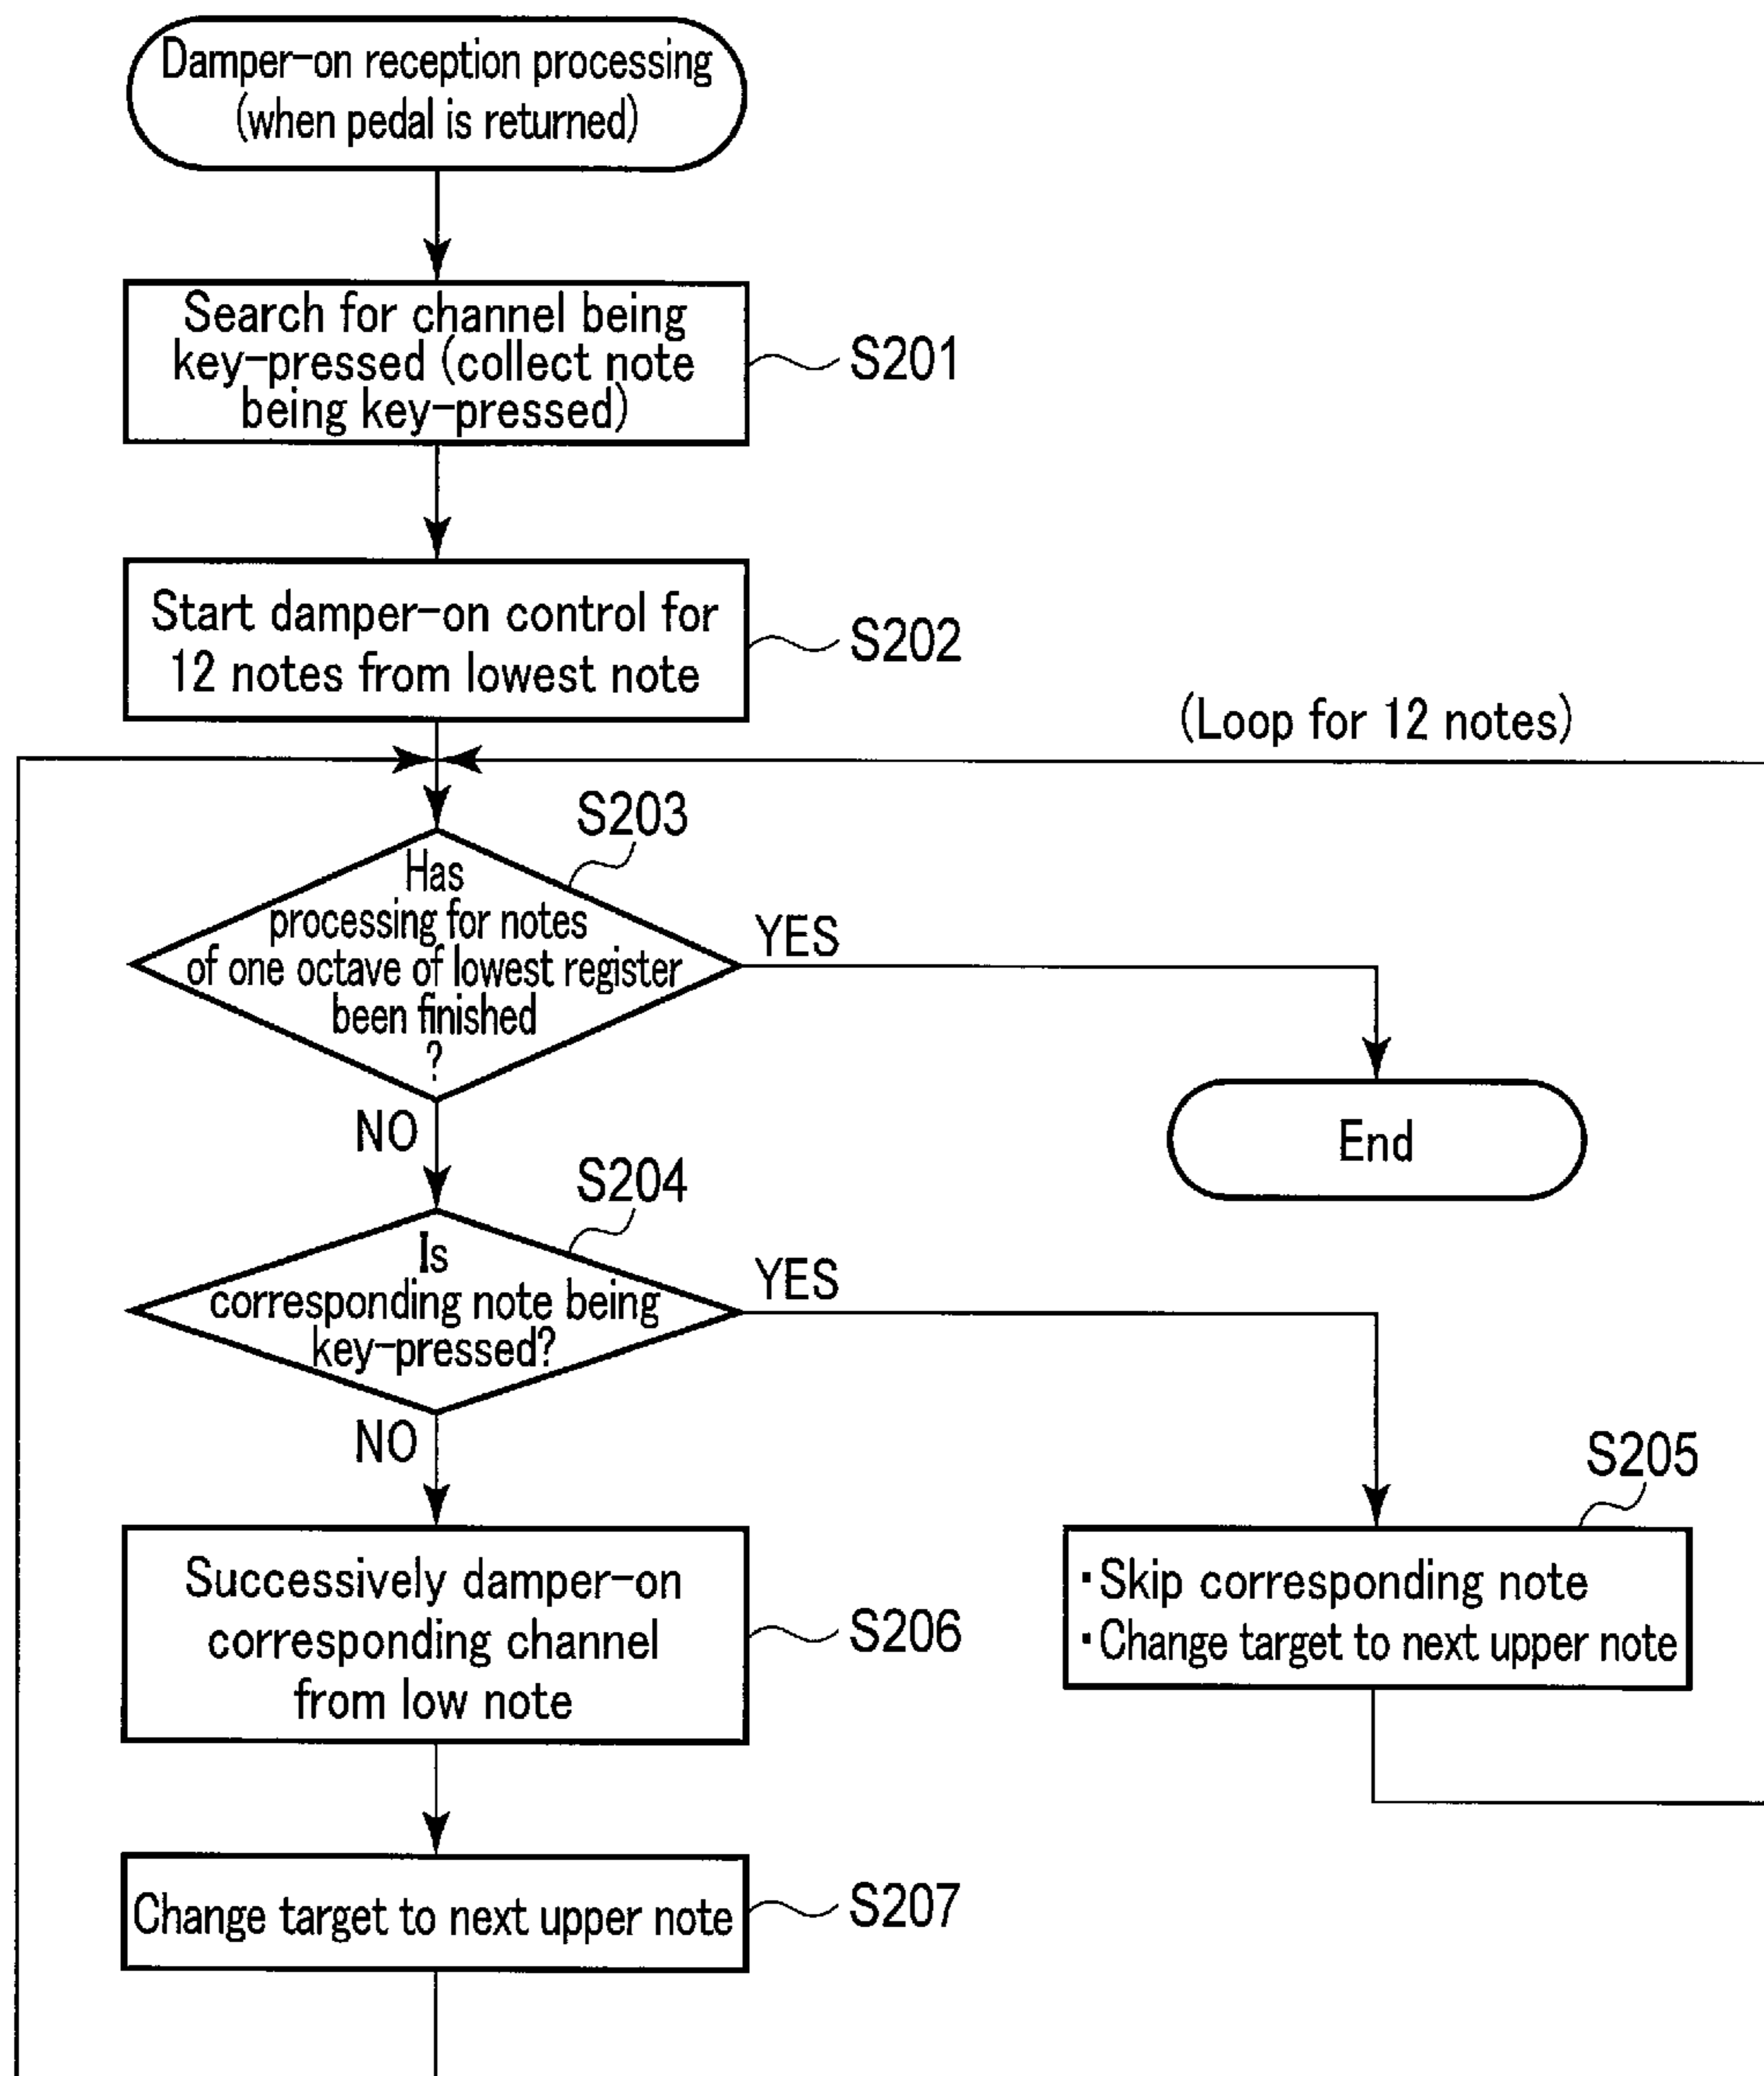 Damper-on reception processing
(when pedal is returned)
Search for channel being
key-pressed (collect note
being key-pressed)
S201
Start damper-on control for
12 notes from lowest note
S202
(Loop for 12 notes)
S203
Has
processing for notes
of one octave of lowest register
been finished
?
YES
NO
End
S204
Is
corresponding note being
key-pressed?
YES
NO
S205
・Skip corresponding note
・Change target to next upper note
Successively damper-on
corresponding channel
from low note
S206
Change target to next upper note
S207